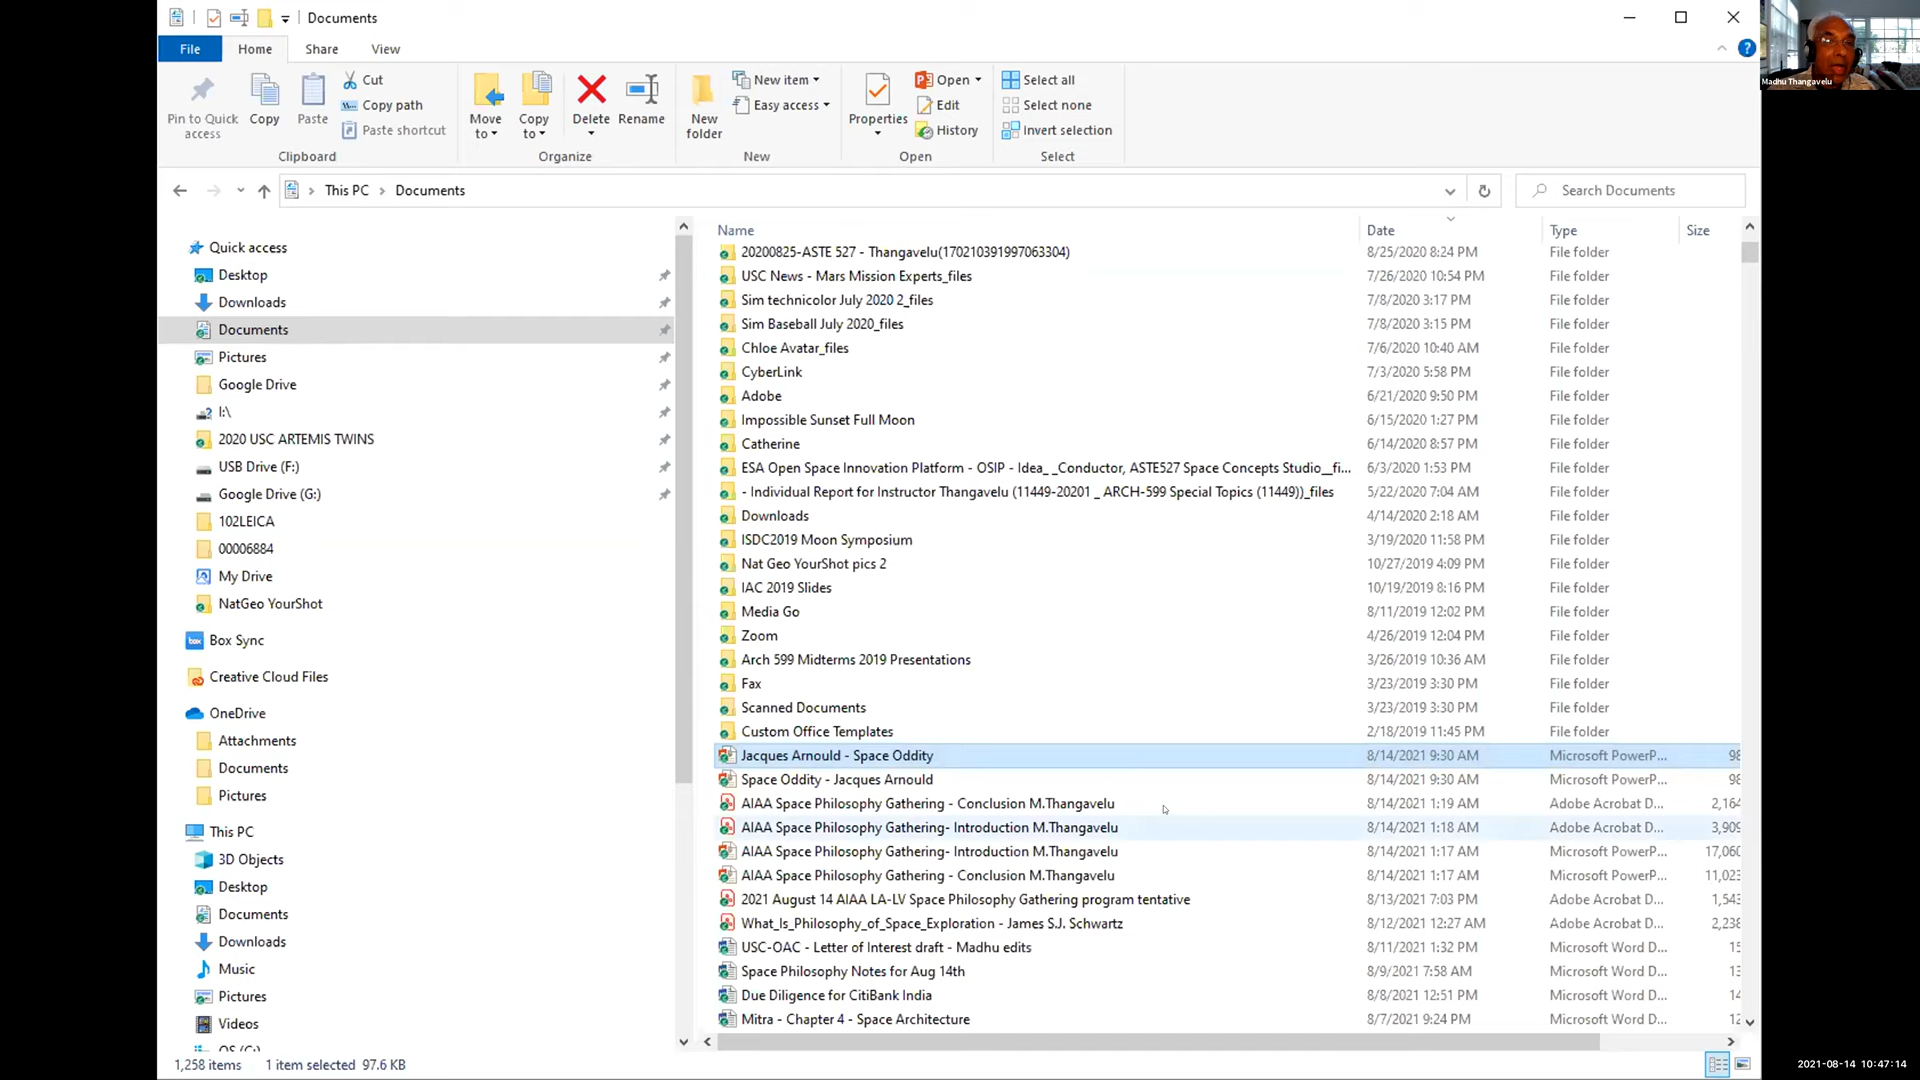 Documents
File Home Share View
Pin to Quick access
Copy
Paste
Cut
Copy path
Paste shortcut
Clipboard
Move to
Copy to
Delete
Rename
Organize
New folder
New item
Easy access
New
Properties
Open
Edit
History
Open
Select all
Select none
Invert selection
Select
This PC > Documents
Search Documents
Madhu Thangavelu
Quick access
Desktop
Downloads
Documents
Pictures
Google Drive
I:\
2020 USC ARTEMIS TWINS
USB Drive (F:)
Google Drive (G:)
102LEICA
00006884
My Drive
NatGeo YourShot
Box Sync
Creative Cloud Files
OneDrive
Attachments
Documents
Pictures
This PC
3D Objects
Desktop
Documents
Downloads
Music
Pictures
Videos
OS (C:)
Name Date Type Size
20200825-ASTE 527 - Thangavelu(170210391997063304) 8/25/2020 8:24 PM File folder
USC News - Mars Mission Experts_files 7/26/2020 10:54 PM File folder
Sim technicolor July 2020 2_files 7/8/2020 3:17 PM File folder
Sim Baseball July 2020_files 7/8/2020 3:15 PM File folder
Chloe Avatar_files 7/6/2020 10:40 AM File folder
CyberLink 7/3/2020 5:58 PM File folder
Adobe 6/21/2020 9:50 PM File folder
Impossible Sunset Full Moon 6/15/2020 1:27 PM File folder
Catherine 6/14/2020 8:57 PM File folder
ESA Open Space Innovation Platform - OSIP - Idea_ _Conductor, ASTE527 Space Concepts Studio__fi... 6/3/2020 1:53 PM File folder
- Individual Report for Instructor Thangavelu (11449-20201 _ ARCH-599 Special Topics (11449))_files 5/22/2020 7:04 AM File folder
Downloads 4/14/2020 2:18 AM File folder
ISDC2019 Moon Symposium 3/19/2020 11:58 PM File folder
Nat Geo YourShot pics 2 10/27/2019 4:09 PM File folder
IAC 2019 Slides 10/19/2019 8:16 PM File folder
Media Go 8/11/2019 12:02 PM File folder
Zoom 4/26/2019 12:04 PM File folder
Arch 599 Midterms 2019 Presentations 3/26/2019 10:36 AM File folder
Fax 3/23/2019 3:30 PM File folder
Scanned Documents 3/23/2019 3:30 PM File folder
Custom Office Templates 2/18/2019 11:45 PM File folder
Jacques Arnould - Space Oddity 8/14/2021 9:30 AM Microsoft PowerP... 98
Space Oddity - Jacques Arnould 8/14/2021 9:30 AM Microsoft PowerP... 98
AIAA Space Philosophy Gathering - Conclusion M.Thangavelu 8/14/2021 1:19 AM Adobe Acrobat D... 2,164
AIAA Space Philosophy Gathering- Introduction M.Thangavelu 8/14/2021 1:18 AM Adobe Acrobat D... 3,909
AIAA Space Philosophy Gathering- Introduction M.Thangavelu 8/14/2021 1:17 AM Microsoft PowerP... 17,060
AIAA Space Philosophy Gathering - Conclusion M.Thangavelu 8/14/2021 1:17 AM Microsoft PowerP... 11,023
2021 August 14 AIAA LA-LV Space Philosophy Gathering program tentative 8/13/2021 7:03 PM Adobe Acrobat D... 1,543
What_Is_Philosophy_of_Space_Exploration - James S.J. Schwartz 8/12/2021 12:27 AM Adobe Acrobat D... 2,238
USC-OAC - Letter of Interest draft - Madhu edits 8/11/2021 1:32 PM Microsoft Word D... 15
Space Philosophy Notes for Aug 14th 8/9/2021 7:58 AM Microsoft Word D... 13
Due Diligence for CitiBank India 8/8/2021 12:51 PM Microsoft Word D... 14
Mitra - Chapter 4 - Space Architecture 8/7/2021 9:24 PM Microsoft Word D... 12
1,258 items 1 item selected 97.6 KB
2021-08-14 10:47:14